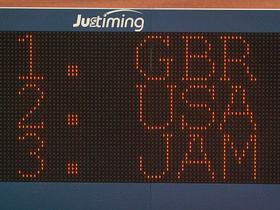 Justiming
1. GBR
2. USA
3. JAM